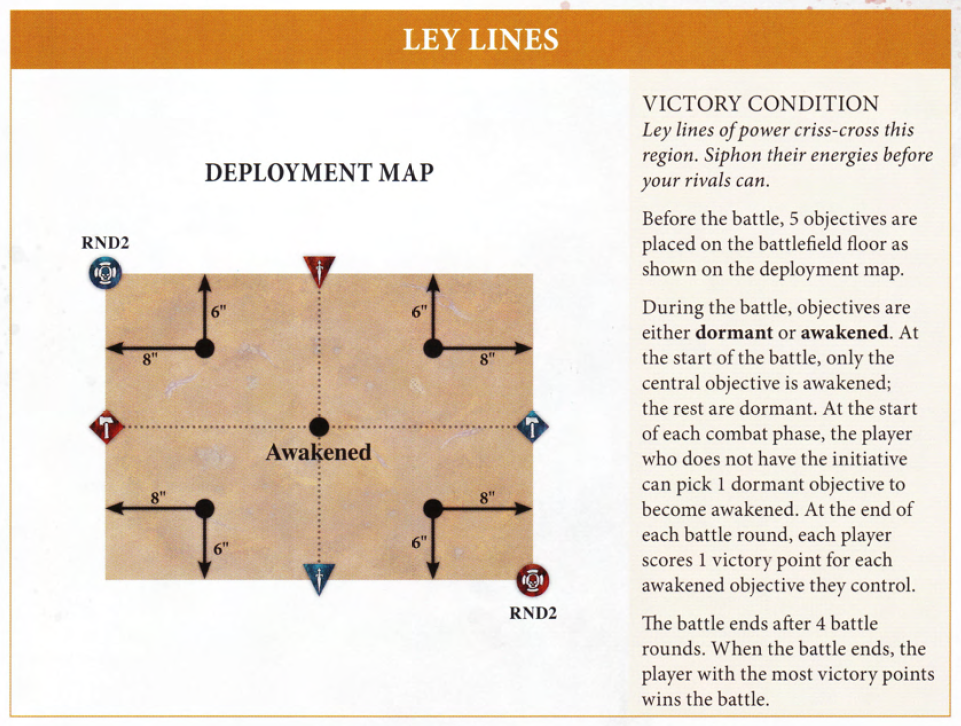 LEY LINES
DEPLOYMENT MAP
RND2
6"
6"
8"
8"
Awakened
8"
8"
6"
6"
RND2
VICTORY CONDITION
Ley lines of power criss-cross this
region. Siphon their energies before
your rivals can.
Before the battle, 5 objectives are
placed on the battlefield floor as
shown on the deployment map.
During the battle, objectives are
either dormant or awakened. At
the start of the battle, only the
central objective is awakened;
the rest are dormant. At the start
of each combat phase, the player
who does not have the initiative
can pick 1 dormant objective to
become awakened. At the end of
each battle round, each player
scores 1 victory point for each
awakened objective they control.
The battle ends after 4 battle
rounds. When the battle ends, the
player with the most victory points
wins the battle.